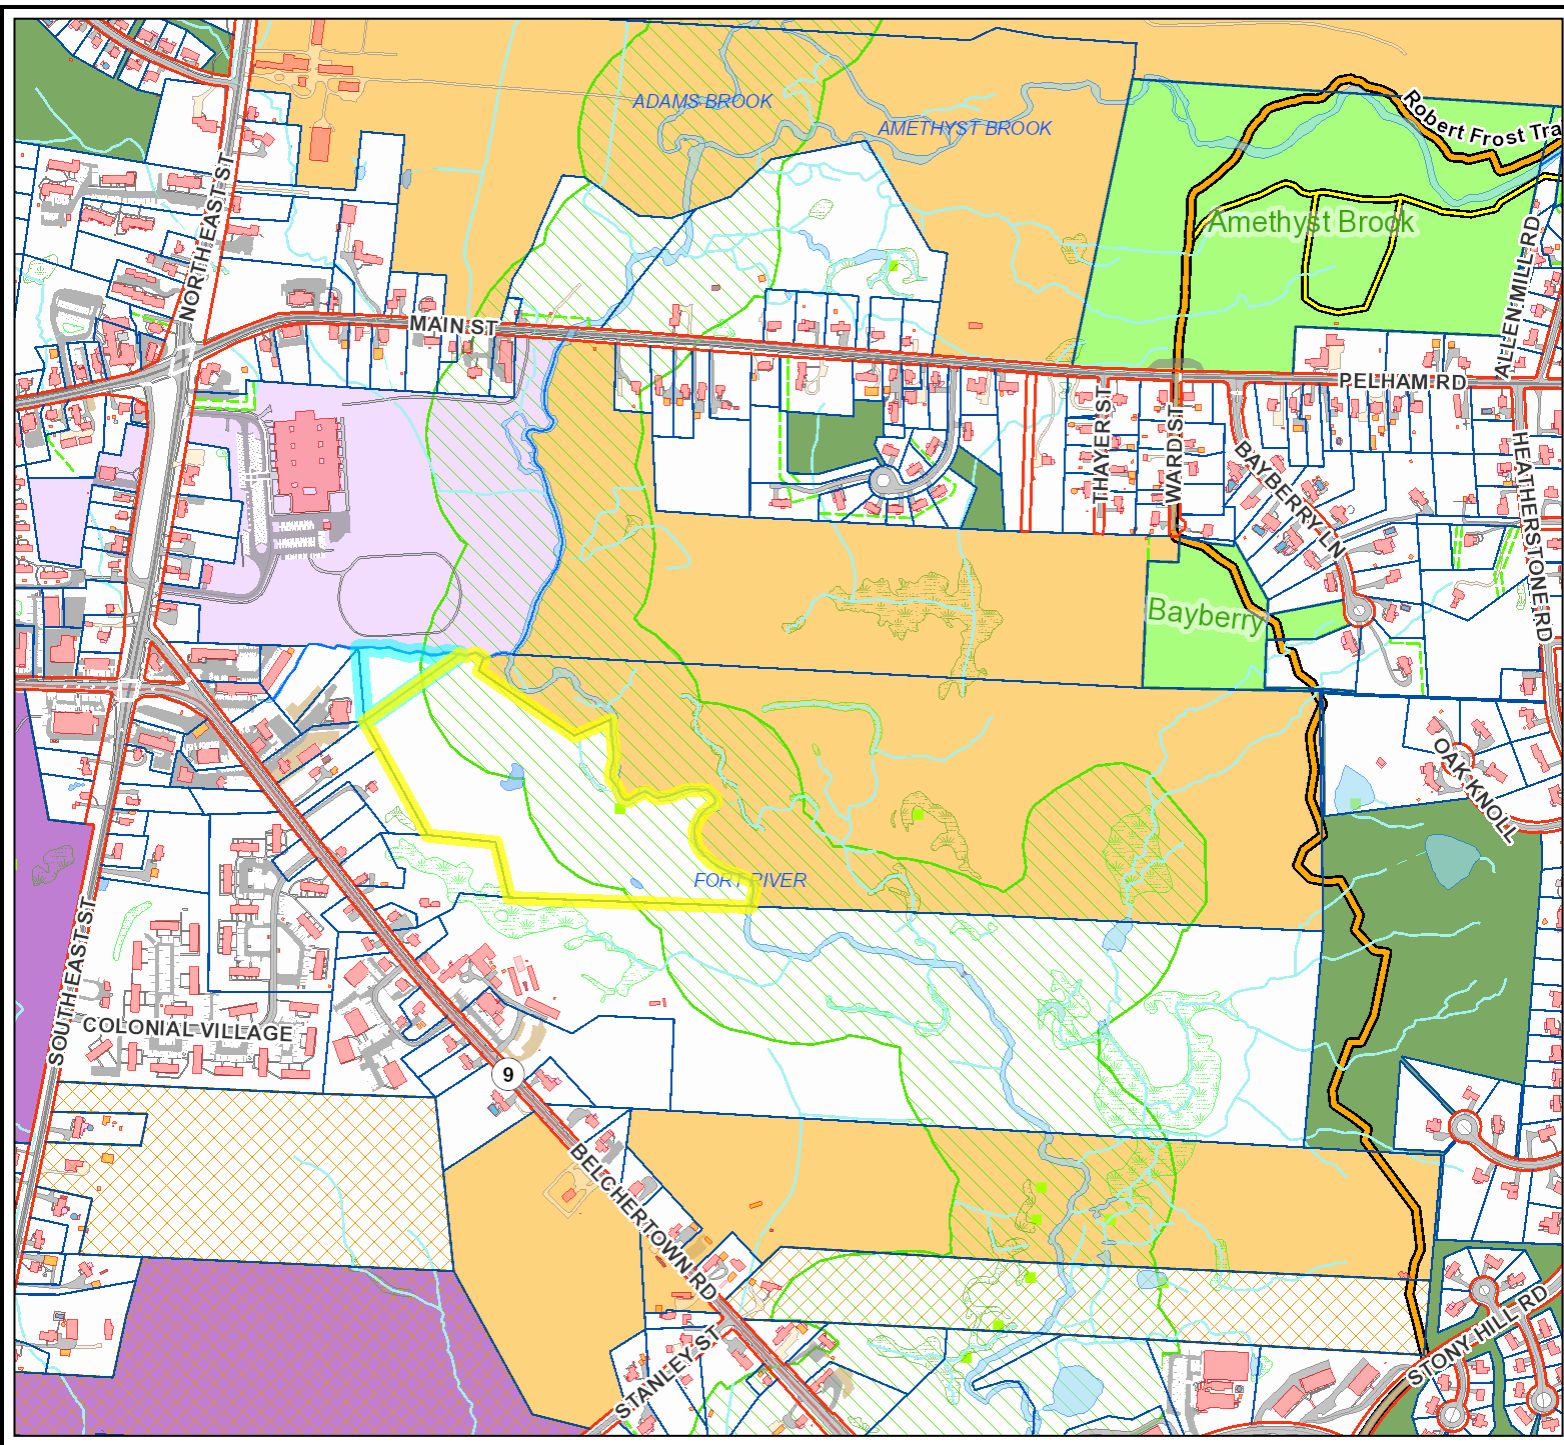 ADAMS BROOK
AMETHYST BROOK
Robert Frost Tra
NORTH EAST ST
Amethyst Brook
ALLEN MILL RD
MAIN ST
PELHAM RD
THAYER ST
WARD ST
BAYBERRY LN
HEATHERSTONE RD
Bayberry
OAK KNOLL
FORT RIVER
SOUTH EAST ST
COLONIAL VILLAGE
9
BELCHERTOWN RD
STANLEY ST
STONY HILL RD